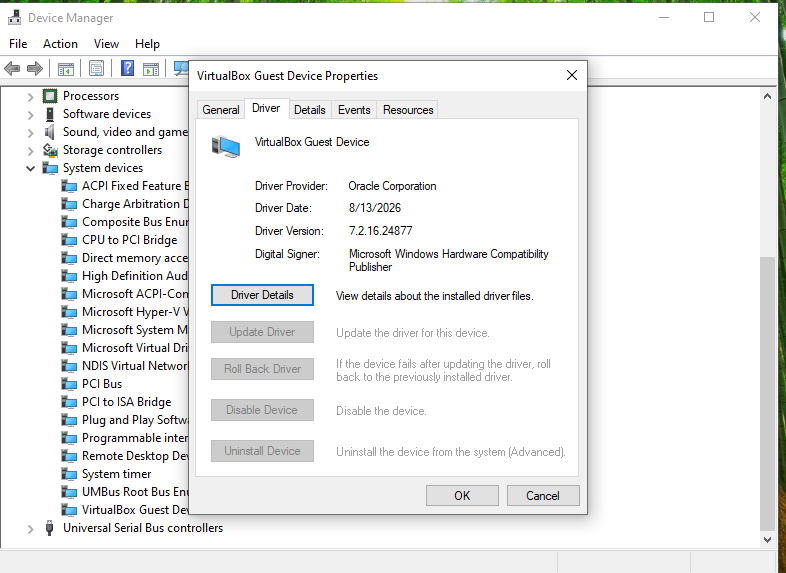 Device Manager
File Action View Help
Processors
Software devices
Sound, video and game
Storage controllers
System devices
ACPI Fixed Feature
Charge Arbitration
Composite Bus
CPU to PCI Bridge
Direct memory acce
High Definition Aud
Microsoft
Microsoft Hyper-V
Microsoft System
Microsoft Virtual Dri
NDIS Virtual Networ
PCI Bus
PCI to ISA Bridge
Plug and Play Softw
Programmable inter
Remote Desktop
System timer
UMBus Root Bus
VirtualBox Guest
Universal Serial Bus controllers
VirtualBox Guest Device Properties
General Driver Details Events Resources
VirtualBox Guest Device
Driver Provider: Oracle Corporation
Driver Date: 8/13/2026
Driver Version: 7.2.16.24877
Digital Signer: Microsoft Windows Hardware Compatibility
Publisher
Driver Details View details about the installed driver files.
Update Driver Update the driver for this device.
Roll Back Driver If the device fails after updating the driver, roll
back to the previously installed driver.
Disable Device Disable the device.
Uninstall Device Uninstall the device from the system (Advanced).
OK Cancel